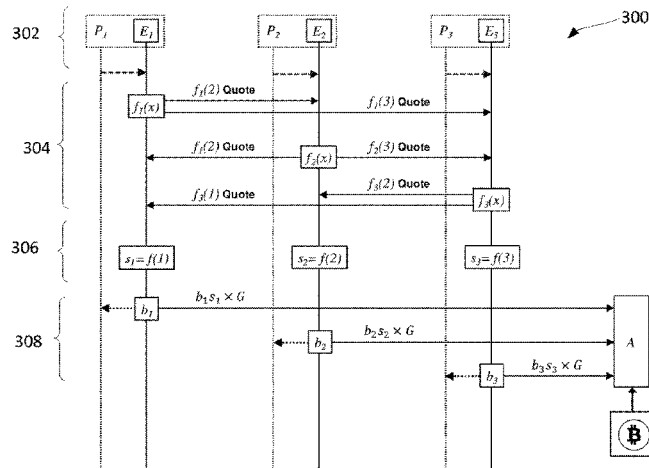 300
302
P1 E1
P2 E2
P3 E3
f1(2) Quote
f1(x)
f1(3) Quote
304
f1(2) Quote
f2(x)
f2(3) Quote
f3(2) Quote
f3(x)
f3(1) Quote
306
s1=f(1)
s2=f(2)
s3=f(3)
b1
b1s1 × G
308
b2
b2s2 × G
A
b3
b3s3 × G
₿